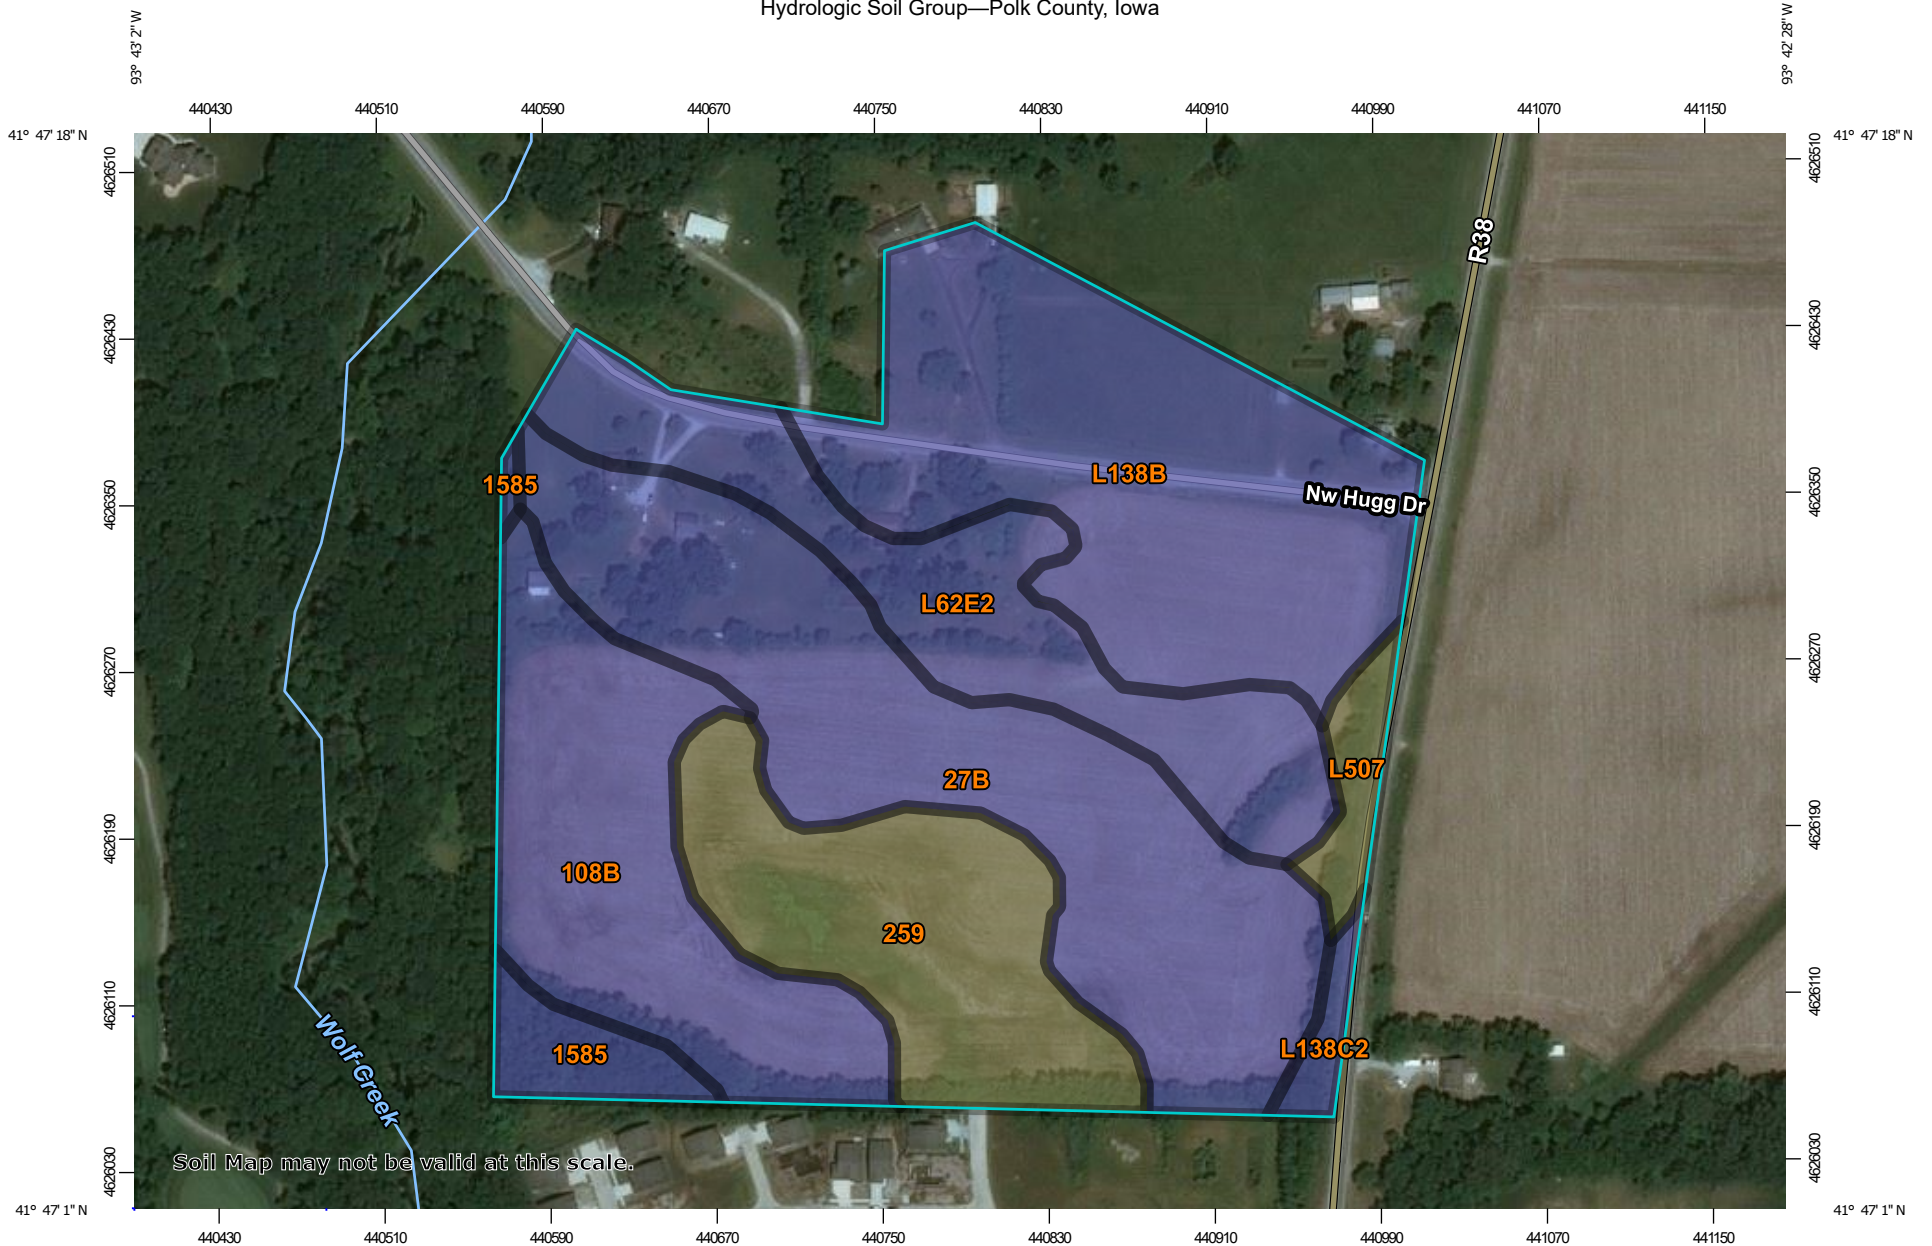 Hydrologic Soil Group—Polk County, Iowa
93° 43' 2" W
93° 42' 28" W
440430 440510 440590 440670 440750 440830 440910 440990 441070 441150
41° 47' 18" N
41° 47' 18" N
4626510
4626510
R38
4626430
4626430
L138B
1585
Nw Hugg Dr
4626350
4626350
L62E2
4626270
4626270
L507
27B
4626190
4626190
108B
259
4626110
4626110
Wolf Creek
1585
L138C2
Soil Map may not be valid at this scale.
4626030
4626030
41° 47' 1" N
41° 47' 1" N
440430 440510 440590 440670 440750 440830 440910 440990 441070 441150